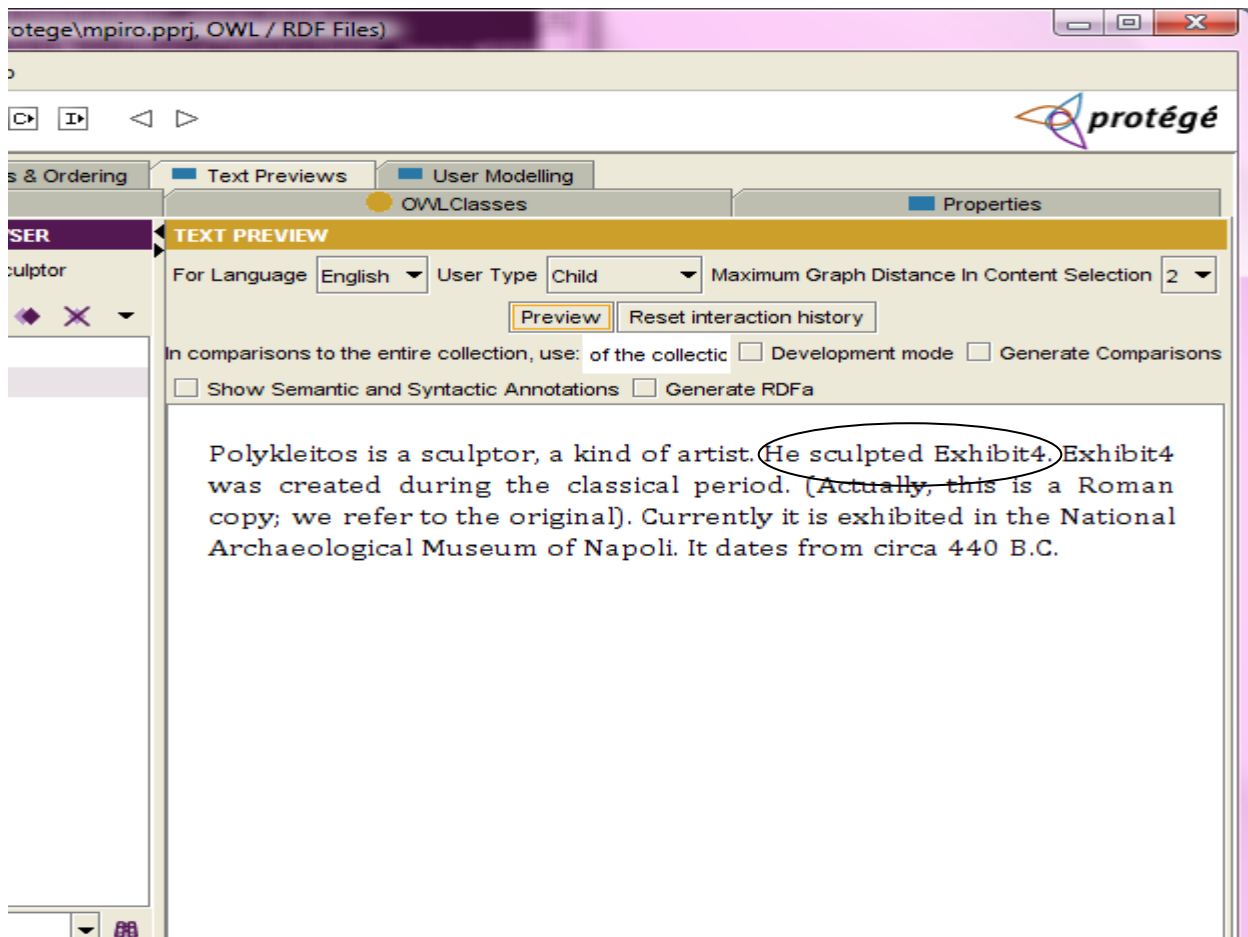 otege\mpiro.pprj, OWL / RDF Files)
protégé
s & Ordering Text Previews User Modelling
OWLClasses Properties
SER TEXT PREVIEW
culptor For Language English User Type Child Maximum Graph Distance In Content Selection 2
Preview Reset interaction history
In comparisons to the entire collection, use: of the collectic Development mode Generate Comparisons
Show Semantic and Syntactic Annotations Generate RDFa
Polykleitos is a sculptor, a kind of artist. He sculpted Exhibit4. Exhibit4
was created during the classical period. (Actually, this is a Roman
copy; we refer to the original). Currently it is exhibited in the National
Archaeological Museum of Napoli. It dates from circa 440 B.C.